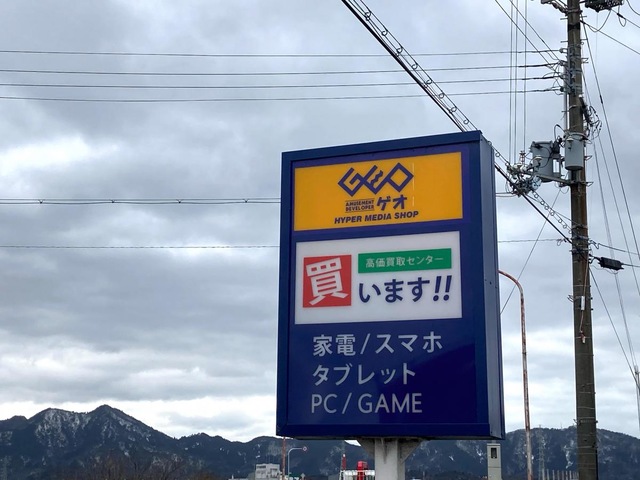 GEO
AMUSEMENT
DEVELOPER
ゲオ
HYPER MEDIA SHOP
高価買取センター
買います!!
家電/スマホ
タブレット
PC/GAME